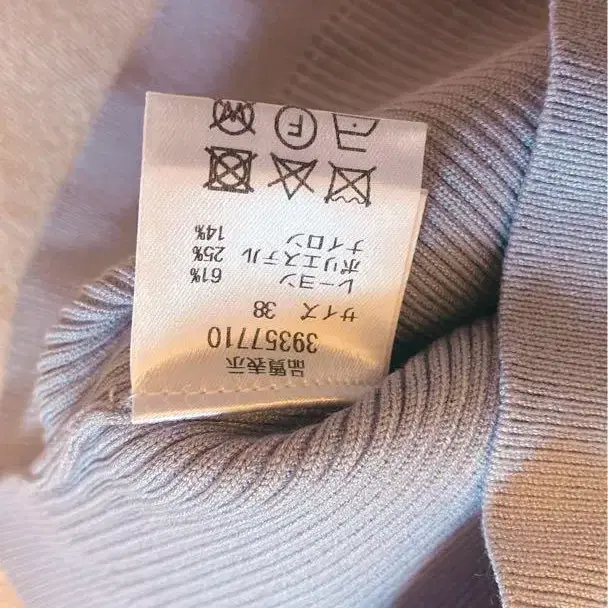 品質表示
39357710
サイズ 38
レーヨン 61%
ポリエステル 25%
ナイロン 14%
F
W